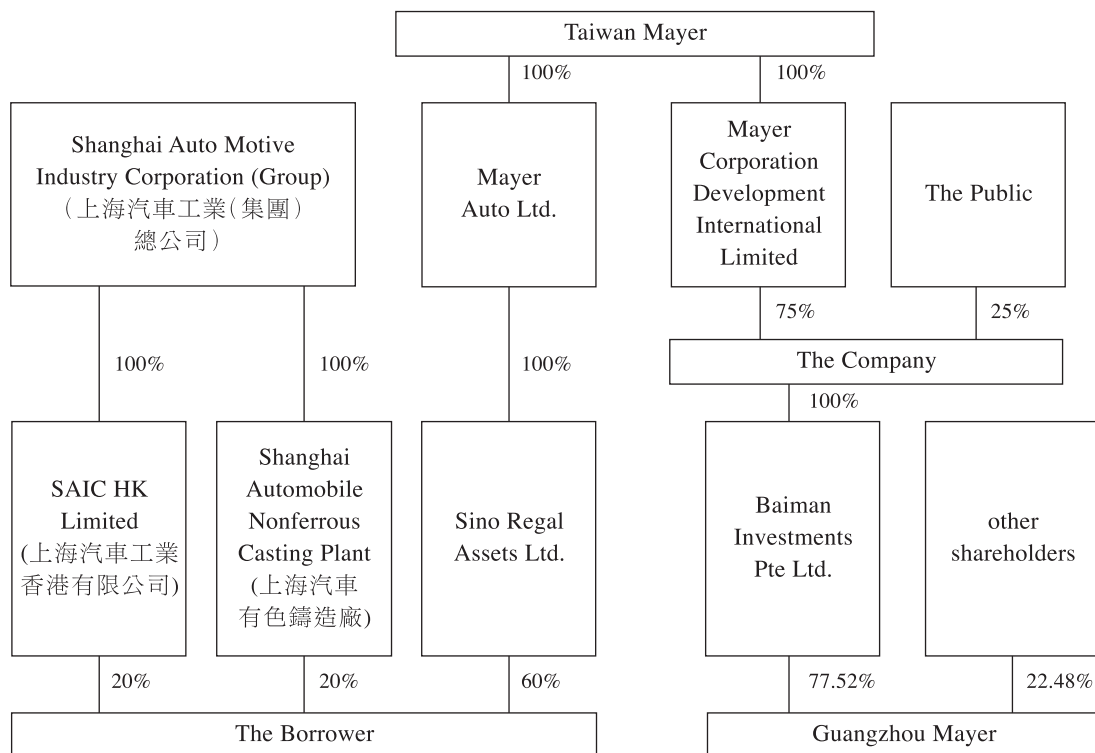 Taiwan Mayer
100%
100%
Shanghai Auto Motive
Industry Corporation (Group)
（上海汽車工業（集團）
總公司）
Mayer
Auto Ltd.
Mayer
Corporation
Development
International
Limited
The Public
75%
25%
100%
100%
100%
The Company
100%
SAIC HK
Limited
(上海汽車工業
香港有限公司)
Shanghai
Automobile
Nonferrous
Casting Plant
(上海汽車
有色鑄造廠)
Sino Regal
Assets Ltd.
Baiman
Investments
Pte Ltd.
other
shareholders
20%
20%
60%
77.52%
22.48%
The Borrower
Guangzhou Mayer